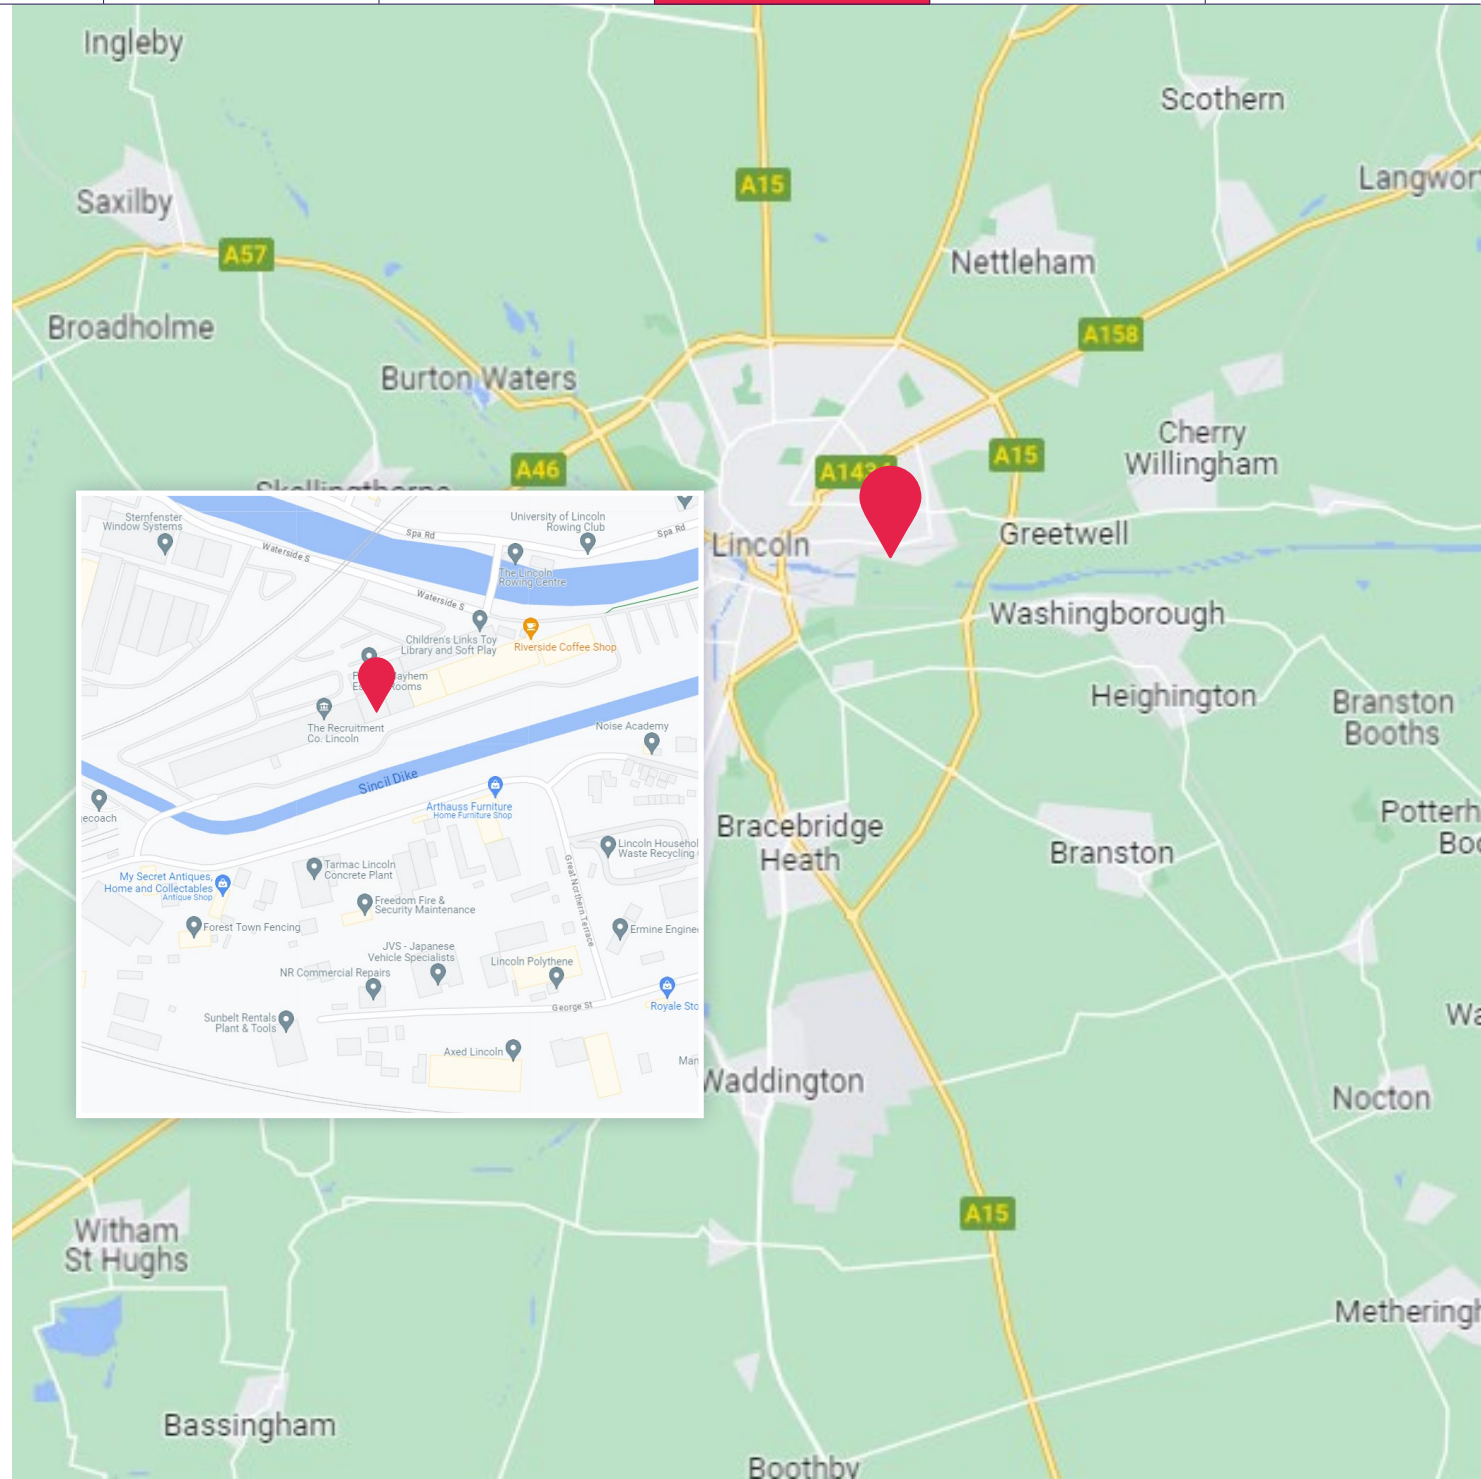 Ingleby
Scothern
A15
Saxilby
A57
Nettleham
Broadholme
A158
Burton Waters
Cherry
Willingham
A46
A15
Greetwell
Lincoln
Washingborough
Heighington
Branston
Booths
Bracebridge
Heath
Branston
Waddington
Nocton
A15
Witham
St Hughs
Bassingham
Boothby
Sternfenster
Window Systems
Waterside S
Spa Rd
University of Lincoln
Rowing Club
Spa Rd
The Lincoln
Rowing Centre
Waterside S
Children's Links Toy
Library and Soft Play
Riverside Coffee Shop
The Recruitment
Co. Lincoln
Noise Academy
Sincil Dike
Arthauss Furniture
Home Furniture Shop
Lincoln
Waste Recycling
Tarmac Lincoln
Concrete Plant
My Secret Antiques,
Home and Collectables
Antique Shop
Freedom Fire &
Security Maintenance
Great Northern Terrace
Forest Town Fencing
Ermine
JVS - Japanese
Vehicle Specialists
Lincoln Polythene
NR Commercial Repairs
Royale
George St
Sunbelt Rentals
Plant & Tools
Axed Lincoln